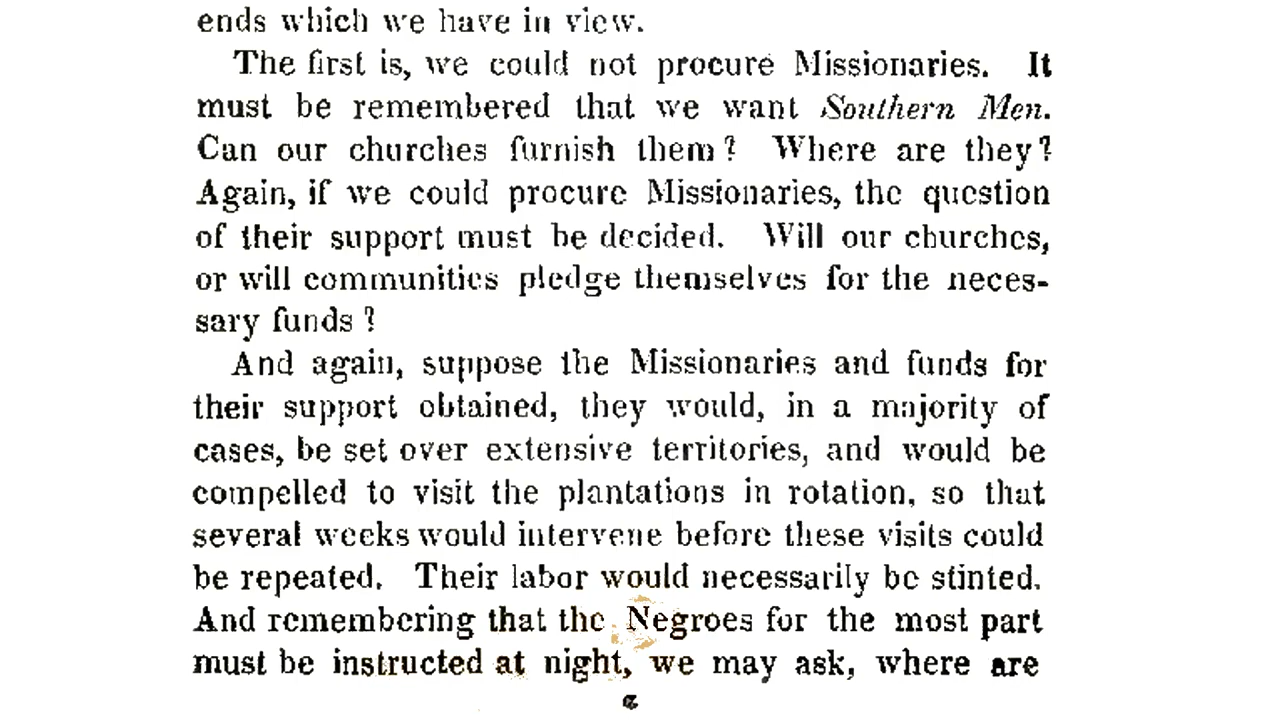 ends which we have in view.
The first is, we could not procure Missionaries. It
must be remembered that we want Southern Men.
Can our churches furnish them? Where are they?
Again, if we could procure Missionaries, the question
of their support must be decided. Will our churches,
or will communities pledge themselves for the neces-
sary funds?
And again, suppose the Missionaries and funds for
their support obtained, they would, in a majority of
cases, be set over extensive territories, and would be
compelled to visit the plantations in rotation, so that
several weeks would intervene before these visits could
be repeated. Their labor would necessarily be stinted.
And remembering that the Negroes for the most part
must be instructed at night, we may ask, where are